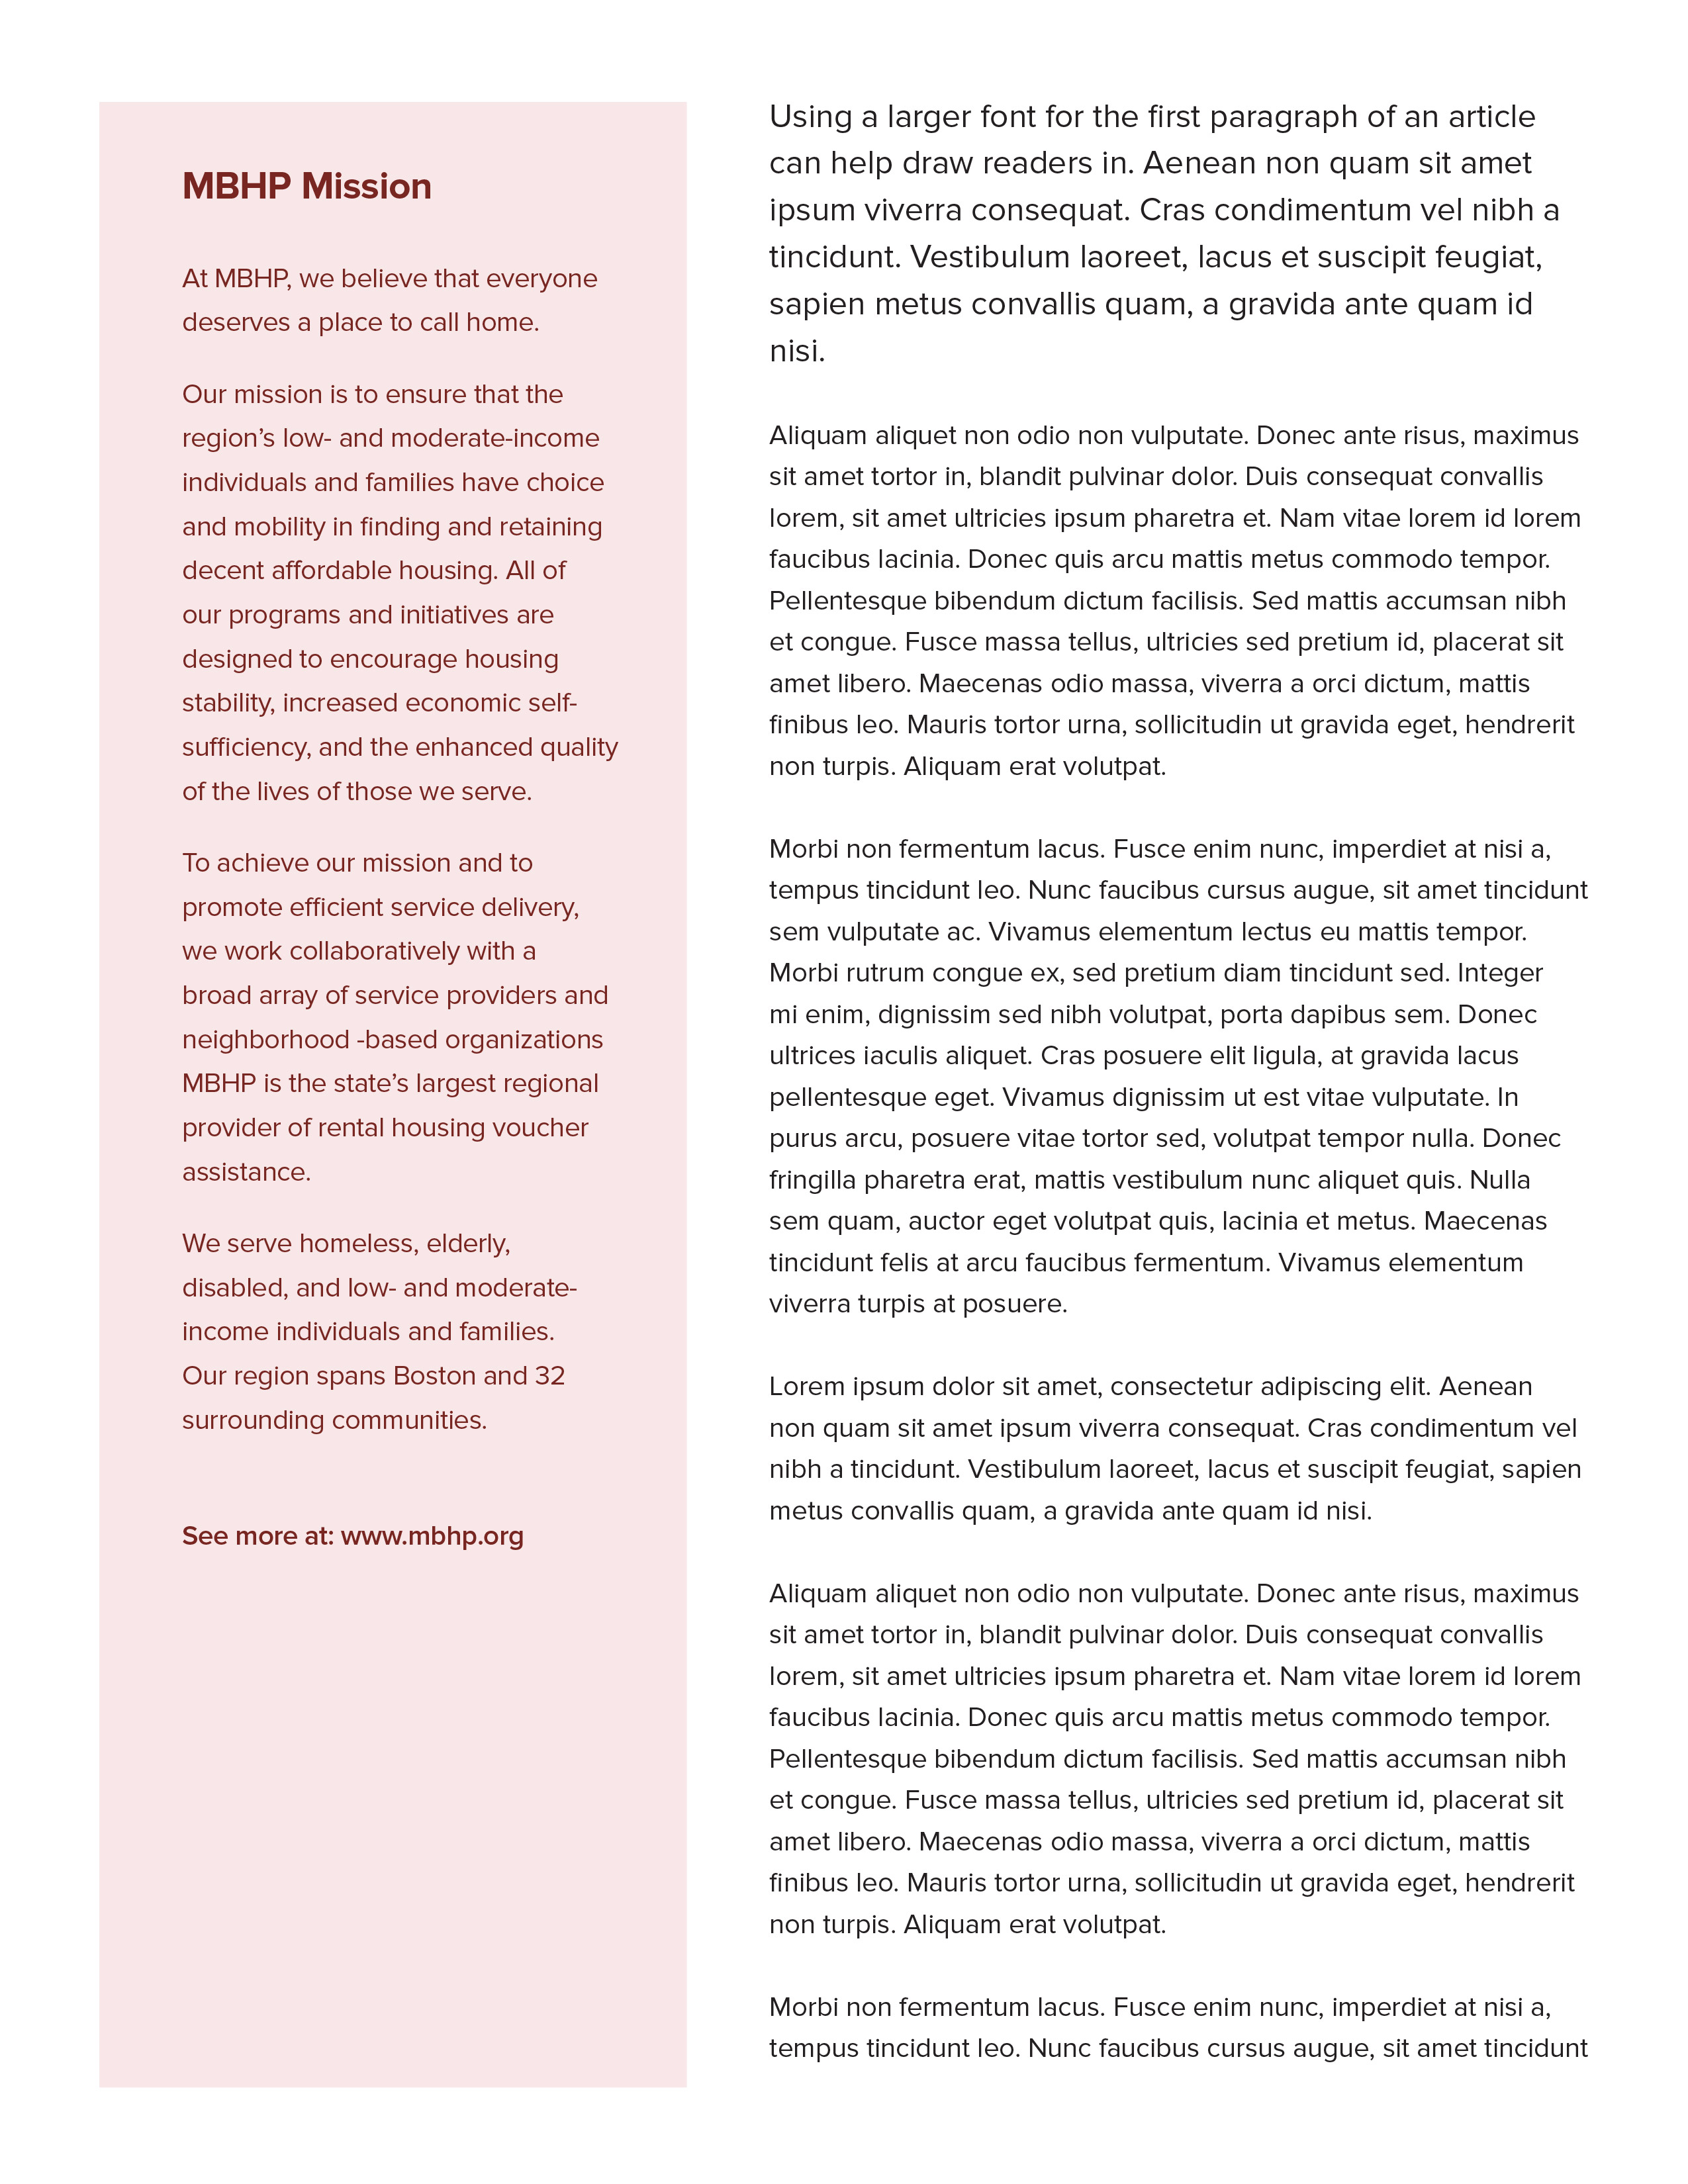 MBHP Mission
At MBHP, we believe that everyone
deserves a place to call home.
Our mission is to ensure that the
region’s low- and moderate-income
individuals and families have choice
and mobility in finding and retaining
decent affordable housing. All of
our programs and initiatives are
designed to encourage housing
stability, increased economic self-
sufficiency, and the enhanced quality
of the lives of those we serve.
To achieve our mission and to
promote efficient service delivery,
we work collaboratively with a
broad array of service providers and
neighborhood -based organizations
MBHP is the state’s largest regional
provider of rental housing voucher
assistance.
We serve homeless, elderly,
disabled, and low- and moderate-
income individuals and families.
Our region spans Boston and 32
surrounding communities.
See more at: www.mbhp.org
Using a larger font for the first paragraph of an article
can help draw readers in. Aenean non quam sit amet
ipsum viverra consequat. Cras condimentum vel nibh a
tincidunt. Vestibulum laoreet, lacus et suscipit feugiat,
sapien metus convallis quam, a gravida ante quam id
nisi.
Aliquam aliquet non odio non vulputate. Donec ante risus, maximus
sit amet tortor in, blandit pulvinar dolor. Duis consequat convallis
lorem, sit amet ultricies ipsum pharetra et. Nam vitae lorem id lorem
faucibus lacinia. Donec quis arcu mattis metus commodo tempor.
Pellentesque bibendum dictum facilisis. Sed mattis accumsan nibh
et congue. Fusce massa tellus, ultricies sed pretium id, placerat sit
amet libero. Maecenas odio massa, viverra a orci dictum, mattis
finibus leo. Mauris tortor urna, sollicitudin ut gravida eget, hendrerit
non turpis. Aliquam erat volutpat.
Morbi non fermentum lacus. Fusce enim nunc, imperdiet at nisi a,
tempus tincidunt leo. Nunc faucibus cursus augue, sit amet tincidunt
sem vulputate ac. Vivamus elementum lectus eu mattis tempor.
Morbi rutrum congue ex, sed pretium diam tincidunt sed. Integer
mi enim, dignissim sed nibh volutpat, porta dapibus sem. Donec
ultrices iaculis aliquet. Cras posuere elit ligula, at gravida lacus
pellentesque eget. Vivamus dignissim ut est vitae vulputate. In
purus arcu, posuere vitae tortor sed, volutpat tempor nulla. Donec
fringilla pharetra erat, mattis vestibulum nunc aliquet quis. Nulla
sem quam, auctor eget volutpat quis, lacinia et metus. Maecenas
tincidunt felis at arcu faucibus fermentum. Vivamus elementum
viverra turpis at posuere.
Lorem ipsum dolor sit amet, consectetur adipiscing elit. Aenean
non quam sit amet ipsum viverra consequat. Cras condimentum vel
nibh a tincidunt. Vestibulum laoreet, lacus et suscipit feugiat, sapien
metus convallis quam, a gravida ante quam id nisi.
Aliquam aliquet non odio non vulputate. Donec ante risus, maximus
sit amet tortor in, blandit pulvinar dolor. Duis consequat convallis
lorem, sit amet ultricies ipsum pharetra et. Nam vitae lorem id lorem
faucibus lacinia. Donec quis arcu mattis metus commodo tempor.
Pellentesque bibendum dictum facilisis. Sed mattis accumsan nibh
et congue. Fusce massa tellus, ultricies sed pretium id, placerat sit
amet libero. Maecenas odio massa, viverra a orci dictum, mattis
finibus leo. Mauris tortor urna, sollicitudin ut gravida eget, hendrerit
non turpis. Aliquam erat volutpat.
Morbi non fermentum lacus. Fusce enim nunc, imperdiet at nisi a,
tempus tincidunt leo. Nunc faucibus cursus augue, sit amet tincidunt